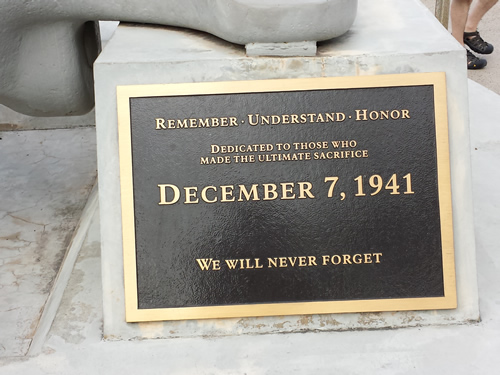 REMEMBER · UNDERSTAND · HONOR
DEDICATED TO THOSE WHO
MADE THE ULTIMATE SACRIFICE
DECEMBER 7, 1941
WE WILL NEVER FORGET